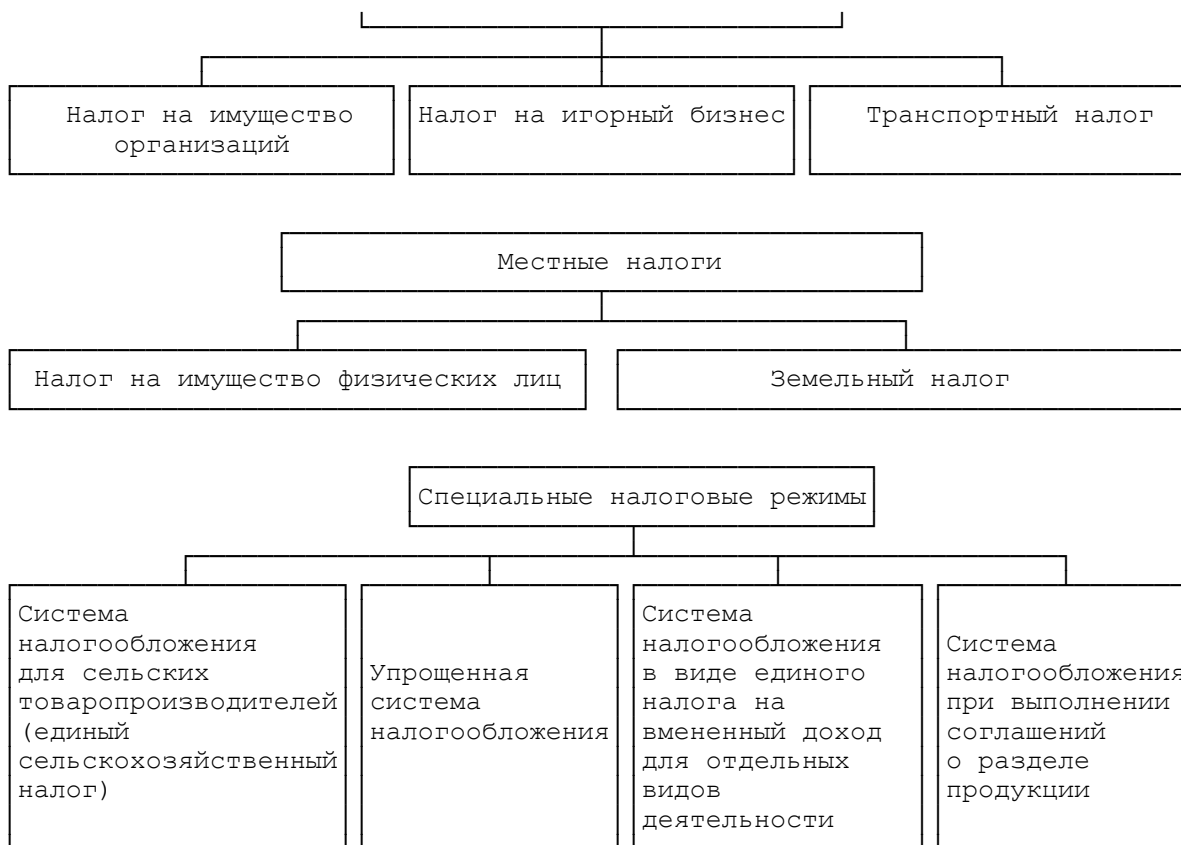 Налог на имущество
организаций
Налог на игорный бизнес
Транспортный налог
Местные налоги
Налог на имущество физических лиц
Земельный налог
Специальные налоговые режимы
Система
налогообложения
для сельских
товаропроизводителей
(единый
сельскохозяйственный
налог)
Упрощенная
система
налогообложения
Система
налогообложения
в виде единого
налога на
вмененный доход
для отдельных
видов
деятельности
Система
налогообложения
при выполнении
соглашений
о разделе
продукции